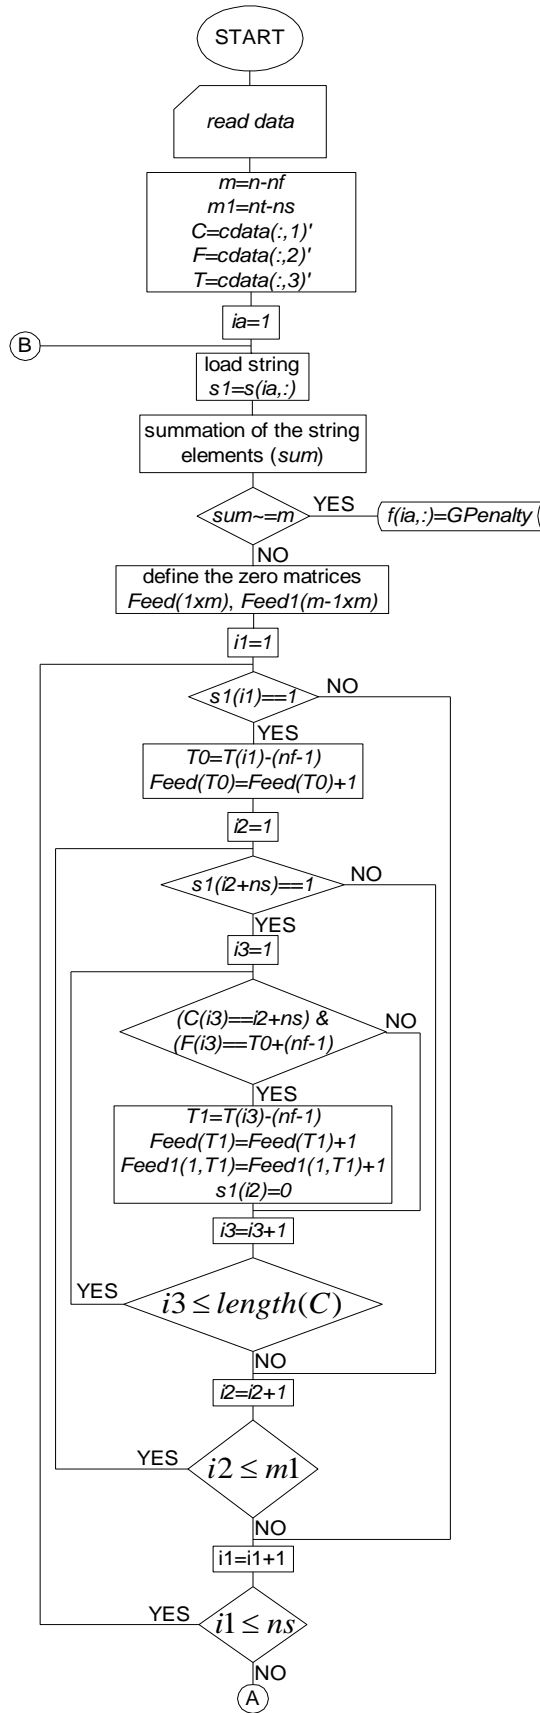 START
read data
m=n-nf
m1=nt-ns
C=cdata(:,1)'
F=cdata(:,2)'
T=cdata(:,3)'
ia=1
B
load string
s1=s(ia,:)
summation of the string
elements (sum)
sum~=m
YES
f(ia,:)=GPenalty (
NO
define the zero matrices
Feed(1xm), Feed1(m-1xm)
i1=1
s1(i1)==1
NO
YES
T0=T(i1)-(nf-1)
Feed(T0)=Feed(T0)+1
i2=1
s1(i2+ns)==1
NO
YES
i3=1
(C(i3)==i2+ns) &
(F(i3)==T0+(nf-1)
NO
YES
T1=T(i3)-(nf-1)
Feed(T1)=Feed(T1)+1
Feed1(1,T1)=Feed1(1,T1)+1
s1(i2)=0
i3=i3+1
YES
i3 ≤ length(C)
NO
i2=i2+1
YES
i2 ≤ m1
NO
i1=i1+1
YES
i1 ≤ ns
NO
A